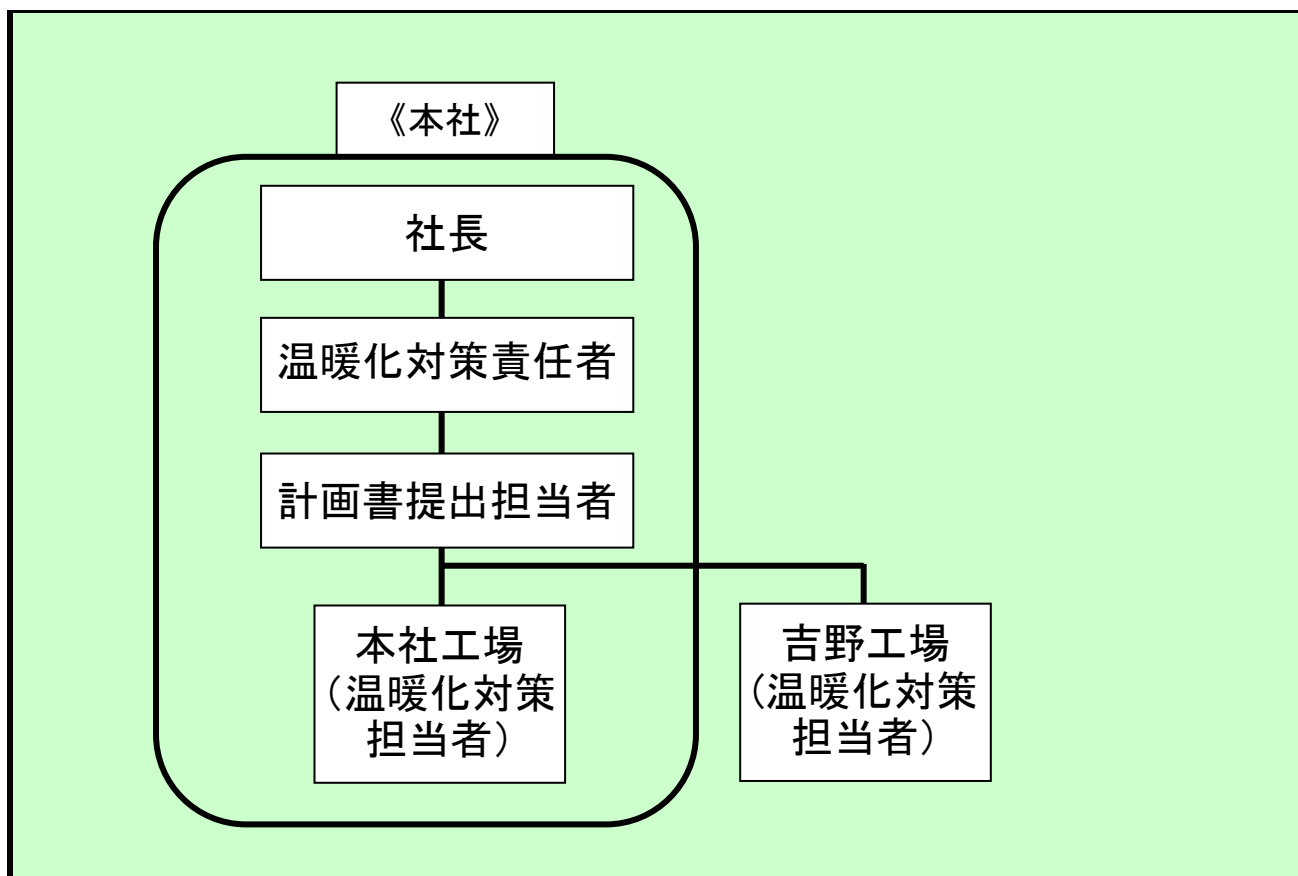 《本社》
社長
温暖化対策責任者
計画書提出担当者
本社工場
（温暖化対策
担当者）
吉野工場
（温暖化対策
担当者）